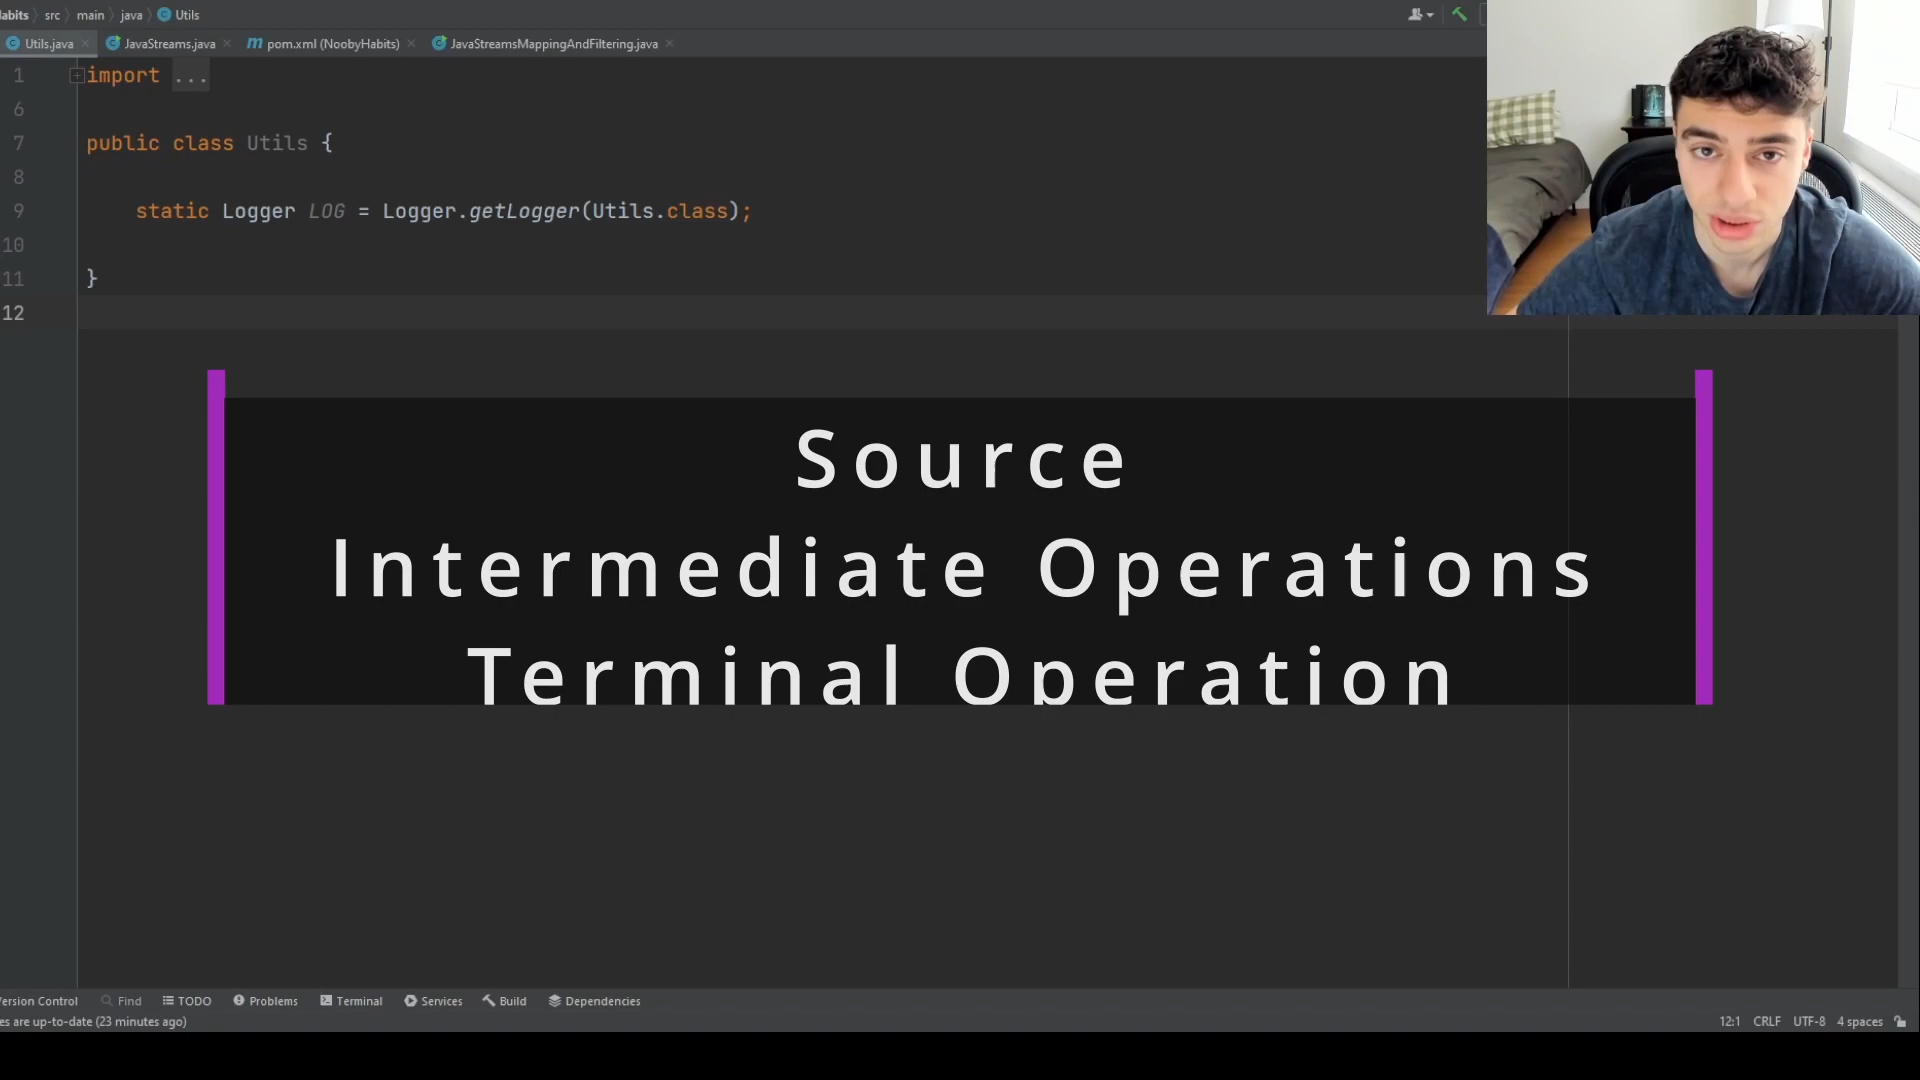 abits src main java Utils
Utils.java JavaStreams.java pom.xml (NoobyHabits) JavaStreamsMappingAndFiltering.java
1 import ...
6
7 public class Utils {
8
9 static Logger LOG = Logger.getLogger(Utils.class);
10
11 }
12
Source
Intermediate Operations
Terminal Operation
ersion Control Find TODO Problems Terminal Services Build Dependencies
es are up-to-date (23 minutes ago) 12:1 CRLF UTF-8 4 spaces